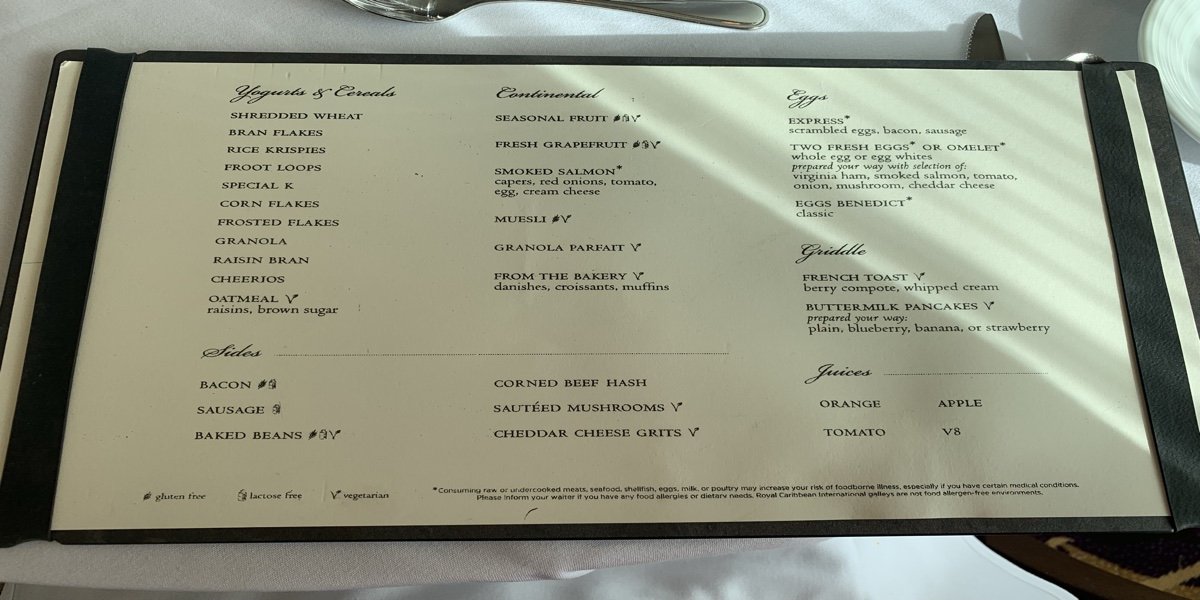 Yogurts & Cereals
SHREDDED WHEAT
BRAN FLAKES
RICE KRISPIES
FROOT LOOPS
SPECIAL K
CORN FLAKES
FROSTED FLAKES
GRANOLA
RAISIN BRAN
CHEERIOS
OATMEAL
raisins, brown sugar
Continental
SEASONAL FRUIT
FRESH GRAPEFRUIT
SMOKED SALMON*
capers, red onions, tomato,
egg, cream cheese
MUESLI
GRANOLA PARFAIT
FROM THE BAKERY
danishes, croissants, muffins
Eggs
EXPRESS*
scrambled eggs, bacon, sausage
TWO FRESH EGGS* OR OMELET*
whole egg or egg whites
prepared your way with selection of:
virginia ham, smoked salmon, tomato,
onion, mushroom, cheddar cheese
EGGS BENEDICT*
classic
Griddle
FRENCH TOAST
berry compote, whipped cream
BUTTERMILK PANCAKES
prepared your way:
plain, blueberry, banana, or strawberry
Sides
BACON
SAUSAGE
BAKED BEANS
CORNED BEEF HASH
SAUTÉED MUSHROOMS
CHEDDAR CHEESE GRITS
Juices
ORANGE APPLE
TOMATO V8
gluten free lactose free vegetarian
*Consuming raw or undercooked meats, seafood, shellfish, eggs, milk, or poultry may increase your risk of foodborne illness, especially if you have certain medical conditions.
Please inform your waiter if you have any food allergies or dietary needs. Royal Caribbean International galleys are not food allergen-free environments.